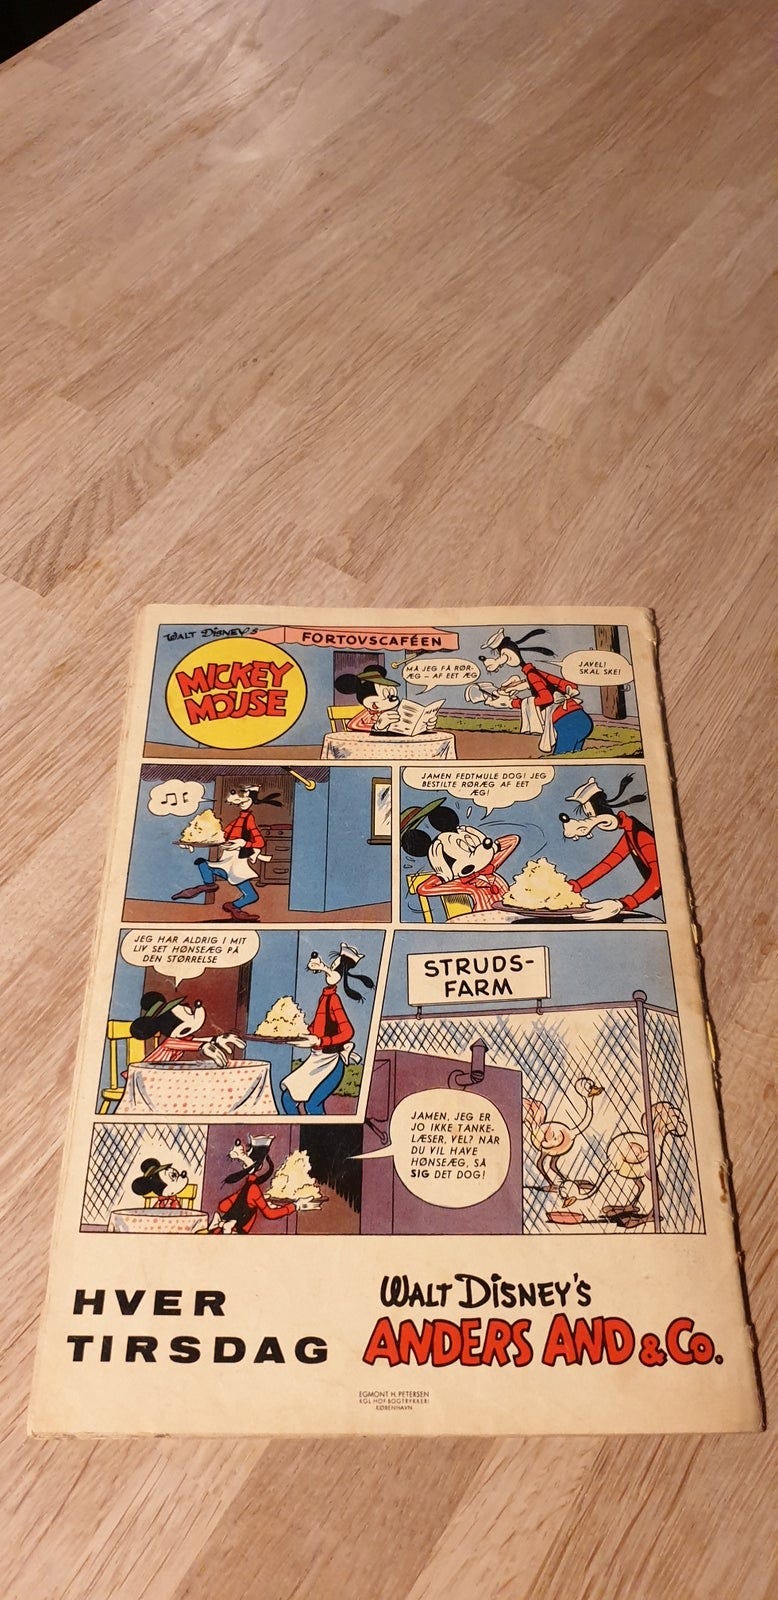 WALT DISNEY'S
MICKEY
MOUSE
FORTOVSCAFÉEN
MÅ JEG FÅ RØR-
ÆG – AF EET ÆG
JAVEL!
SKAL SKE!
JAMEN FEDTMULE DOG! JEG
BESTILTE RØRÆG AF EET
ÆG!
JEG HAR ALDRIG I MIT
LIV SET HØNSEÆG PÅ
DEN STØRRELSE
STRUDS-
FARM
JAMEN, JEG ER
JO IKKE TANKE-
LÆSER, VEL? NÅR
DU VIL HAVE
HØNSEÆG, SÅ
SIG DET DOG!
HVER
TIRSDAG
WALT DISNEY'S
ANDERS AND & Co.
EGMONT H. PETERSEN
KGL. HOF-BOGTRYKKERI
KØBENHAVN